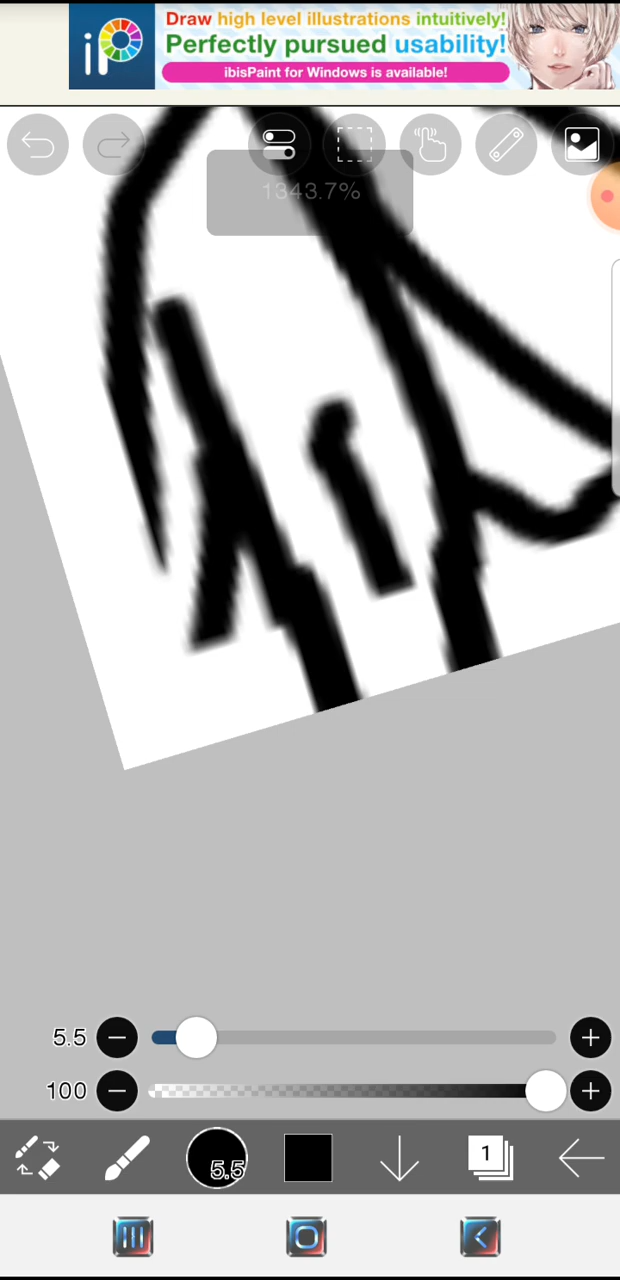 iP
Draw high level illustrations intuitively!
Perfectly pursued usability!
ibisPaint for Windows is available!
1343.7%
5.5
100
5.5
1